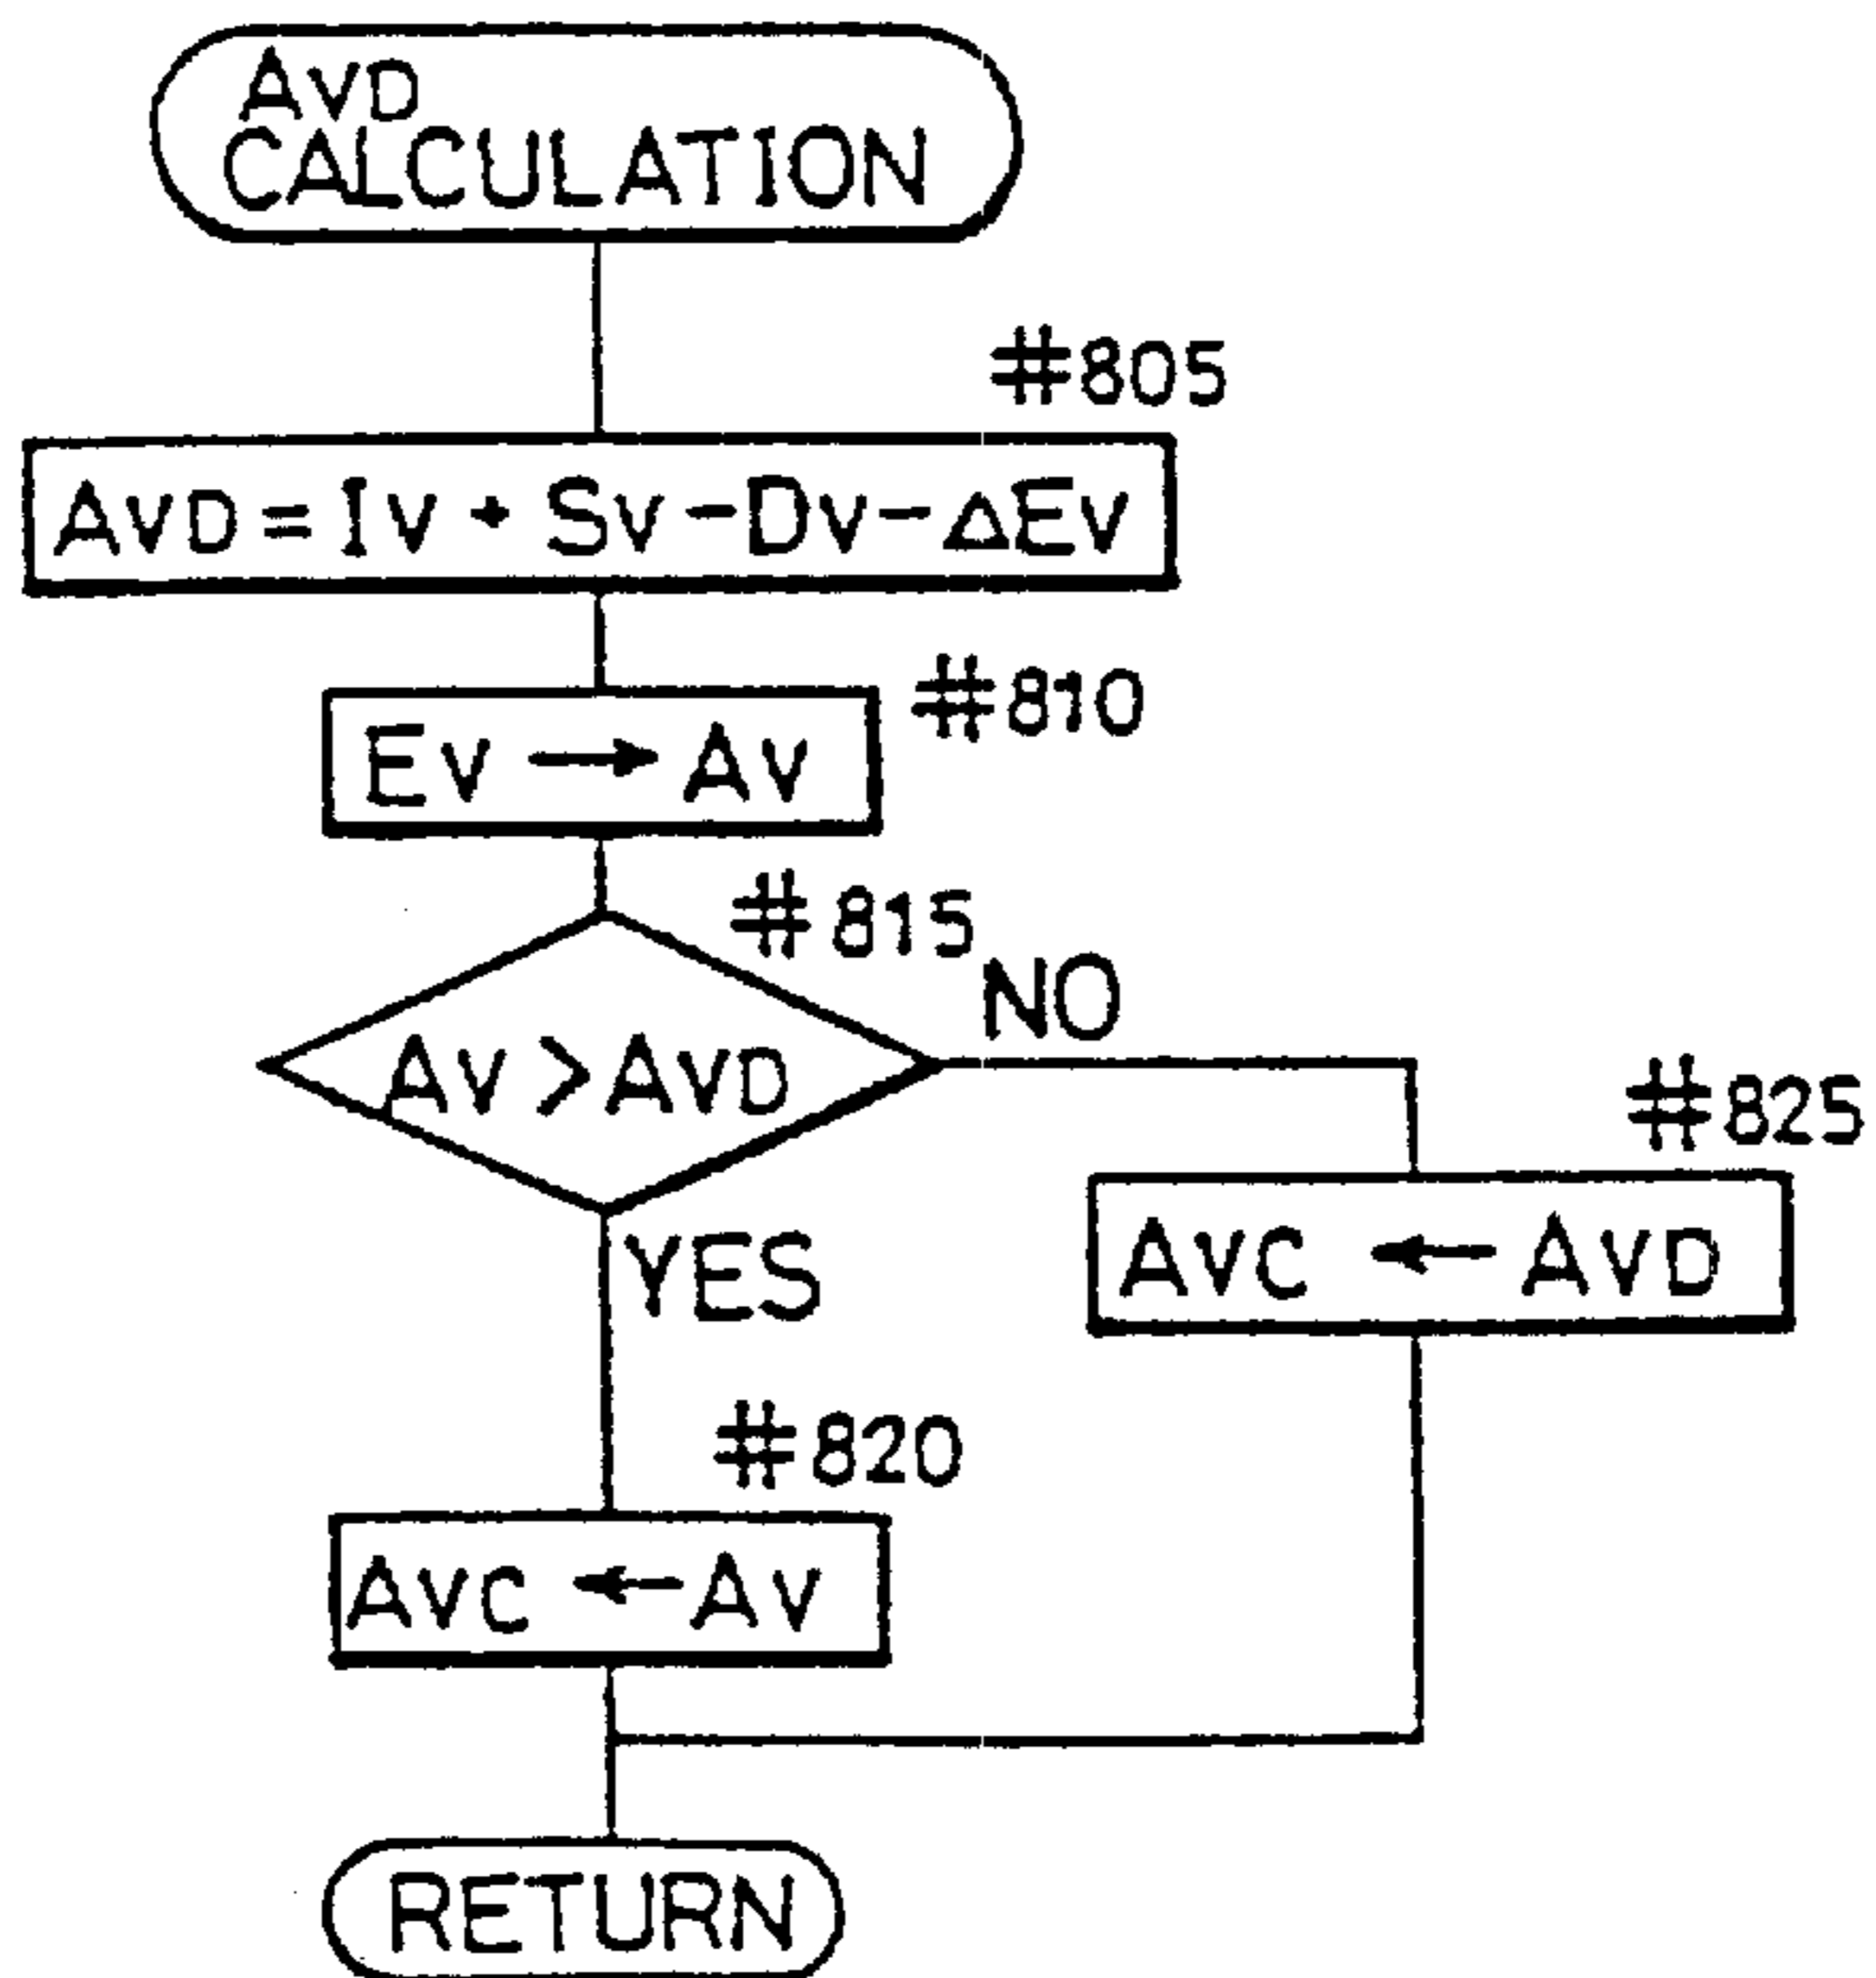 AVD
CALCULATION
#805
AVD=IV+SV-DV-ΔEV
#810
EV→AV
#815
NO
AV>AVD
#825
YES
AVC←AVD
#820
AVC←AV
RETURN